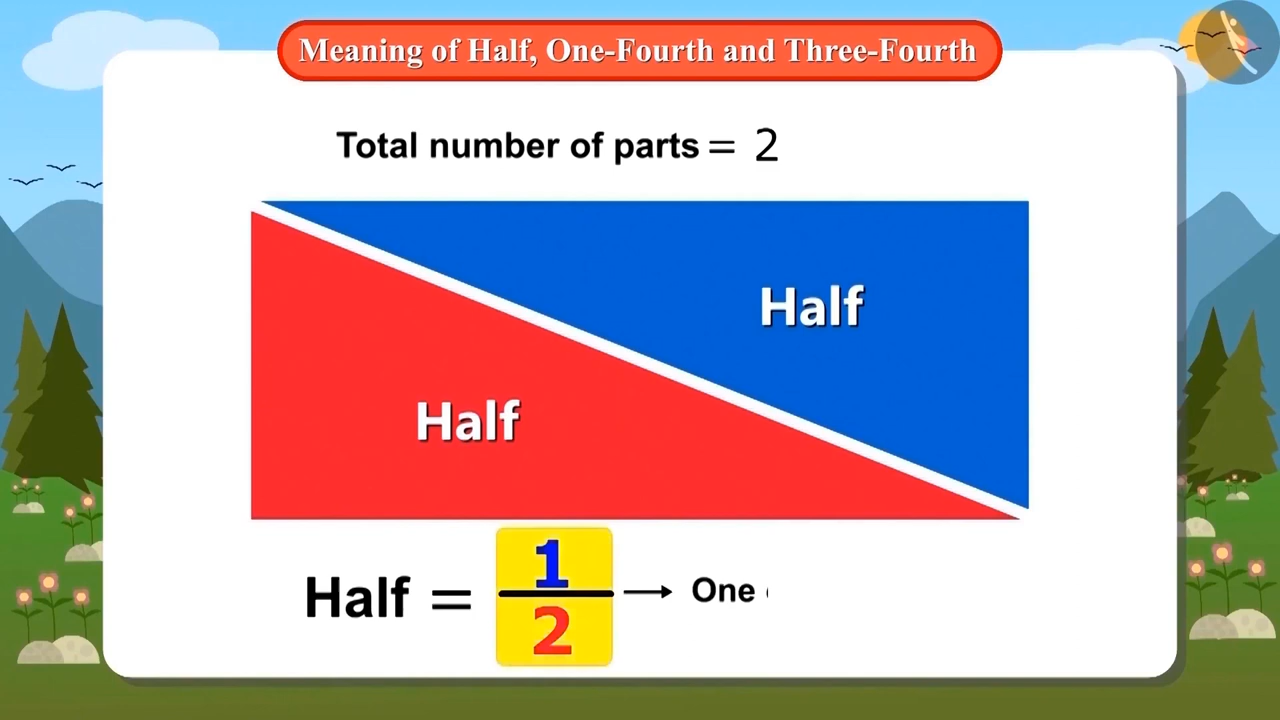 Meaning of Half, One-Fourth and Three-Fourth
Total number of parts = 2
Half
Half
Half = 1/2 → One